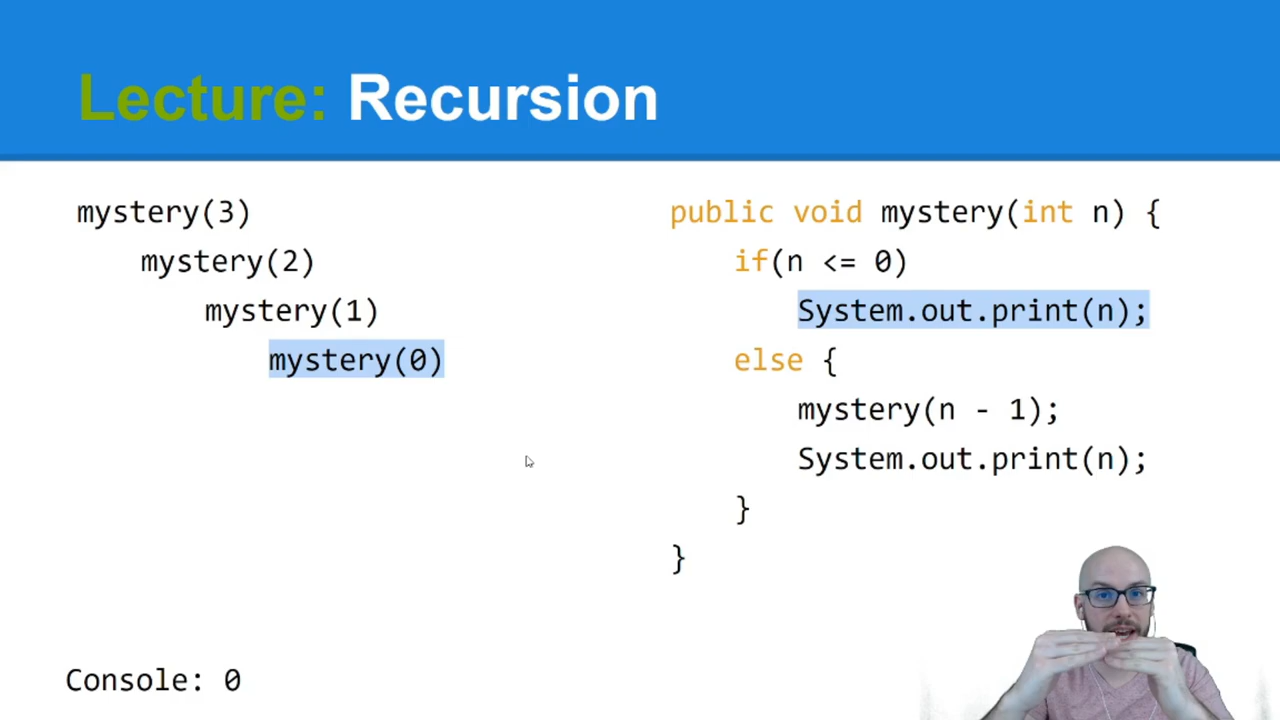 Lecture: Recursion
mystery(3)
mystery(2)
mystery(1)
mystery(0)
public void mystery(int n) {
if(n <= 0)
System.out.print(n);
else {
mystery(n - 1);
System.out.print(n);
}
}
Console: 0